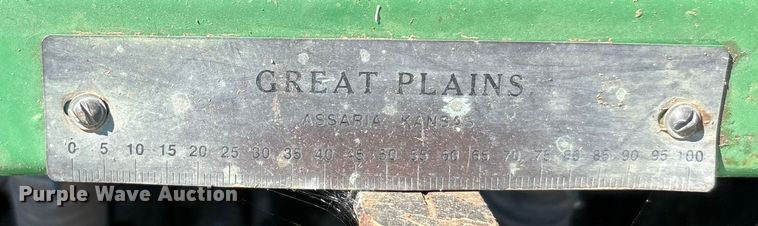 GREAT PLAINS
ASSARIA, KANSAS
0 5 10 15 20 25 30 35 40 45 50 55 60 65 70 75 80 85 90 95 100
Purple Wave Auction